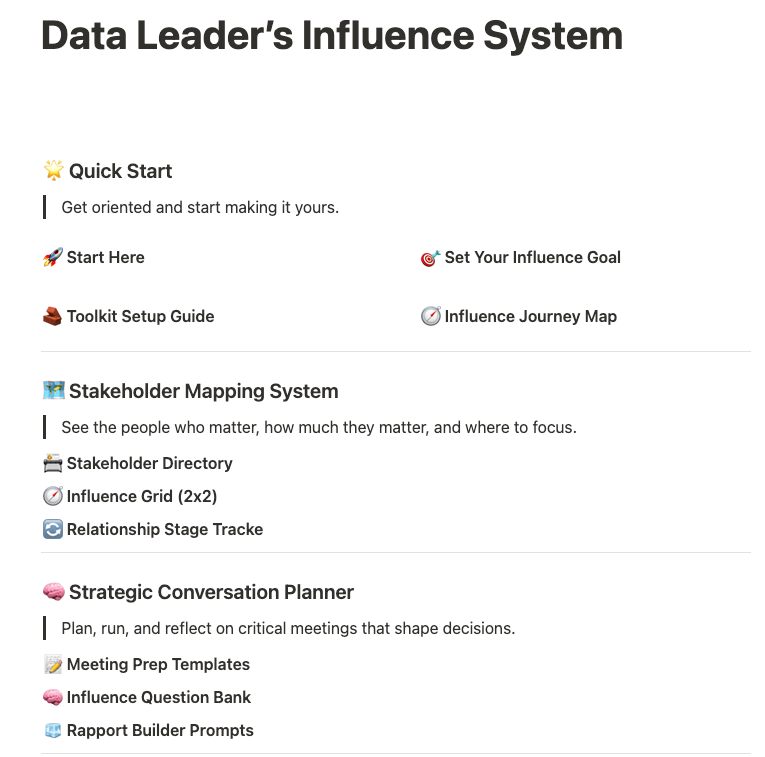 Data Leader’s Influence System
🌟 Quick Start
Get oriented and start making it yours.
🚀 Start Here
🎯 Set Your Influence Goal
🧱 Toolkit Setup Guide
🧭 Influence Journey Map
🗺️ Stakeholder Mapping System
See the people who matter, how much they matter, and where to focus.
📇 Stakeholder Directory
🧭 Influence Grid (2x2)
🔄 Relationship Stage Tracke
🧠 Strategic Conversation Planner
Plan, run, and reflect on critical meetings that shape decisions.
📝 Meeting Prep Templates
🧠 Influence Question Bank
🧊 Rapport Builder Prompts